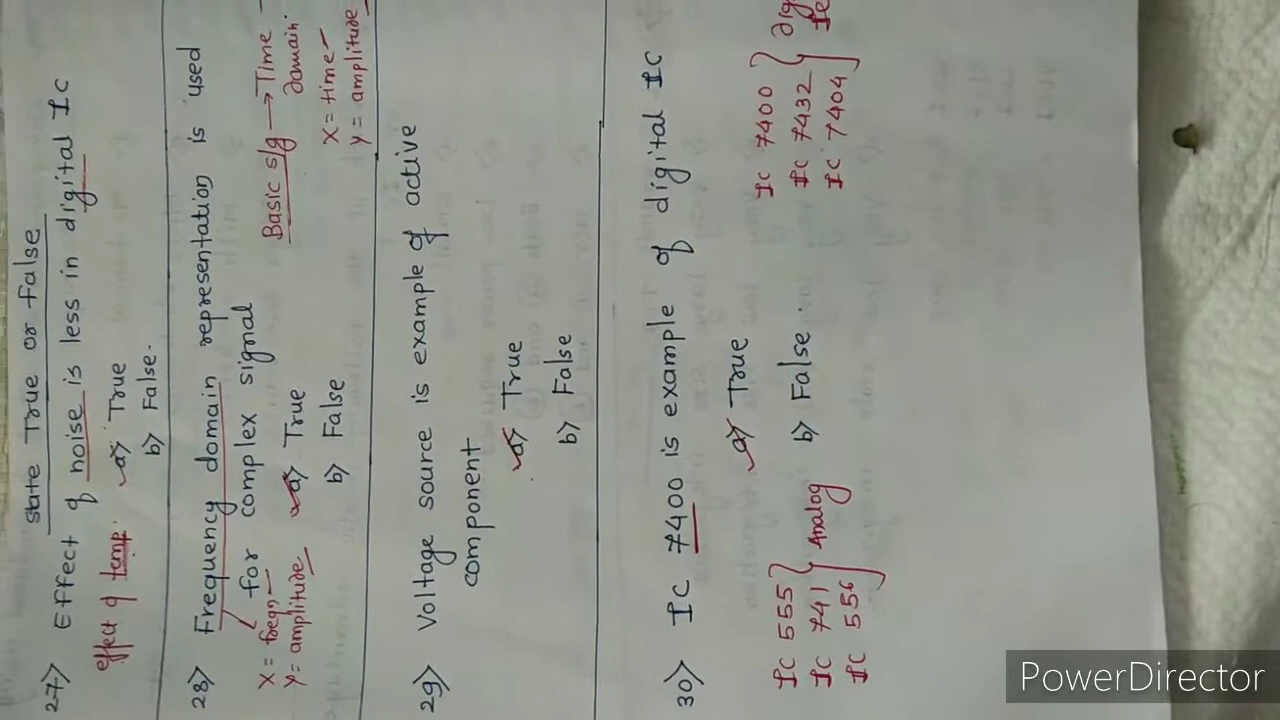 State True or False
27) Effect of noise is less in digital IC
effect of temp.
a) True
b) False.
28) Frequency domain representation is used
for complex signal
x = freq,
y = amplitude
a) True
b) False
Basic s/g → Time
domain.
x = time
y = amplitude
29) Voltage source is example of active
component
a) True
b) False
30) IC 7400 is example of digital IC
a) True
b) False.
IC 555
IC 741
IC 556
Analog
IC 7400
IC 7432
IC 7404
PowerDirector